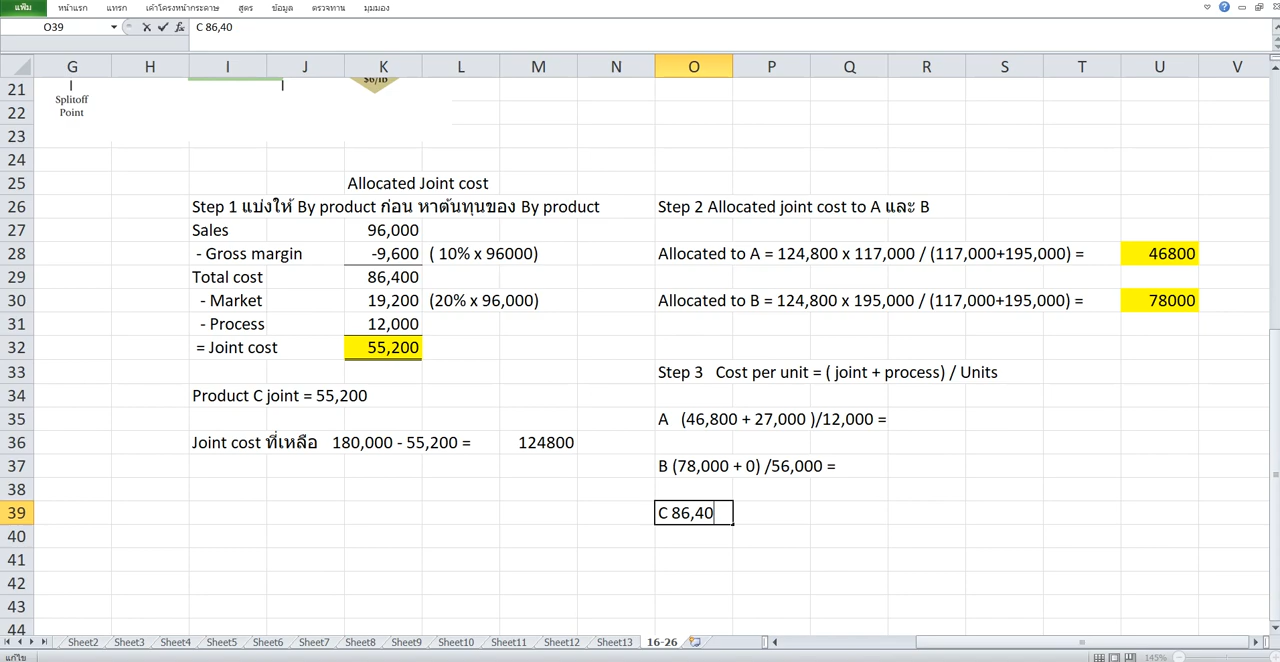 แฟ้ม หน้าแรก แทรก เค้าโครงหน้ากระดาษ สูตร ข้อมูล ตรวจทาน มุมมอง
O39 fx C 86,40
G H I J K L M N O P Q R S T U V
21 $6/lb
Splitoff
22 Point
23
24
25 Allocated Joint cost
26 Step 1 แบ่งให้ By product ก่อน หาต้นทุนของ By product Step 2 Allocated joint cost to A และ B
27 Sales 96,000
28 - Gross margin -9,600 ( 10% x 96000) Allocated to A = 124,800 x 117,000 / (117,000+195,000) = 46800
29 Total cost 86,400
30 - Market 19,200 (20% x 96,000) Allocated to B = 124,800 x 195,000 / (117,000+195,000) = 78000
31 - Process 12,000
32 = Joint cost 55,200
33 Step 3 Cost per unit = ( joint + process) / Units
34 Product C joint = 55,200
35 A (46,800 + 27,000 )/12,000 =
36 Joint cost ที่เหลือ 180,000 - 55,200 = 124800
37 B (78,000 + 0) /56,000 =
38
39 C 86,40
40
41
42
43
44
Sheet2 Sheet3 Sheet4 Sheet5 Sheet6 Sheet7 Sheet8 Sheet9 Sheet10 Sheet11 Sheet12 Sheet13 16-26
แก้ไข 145%